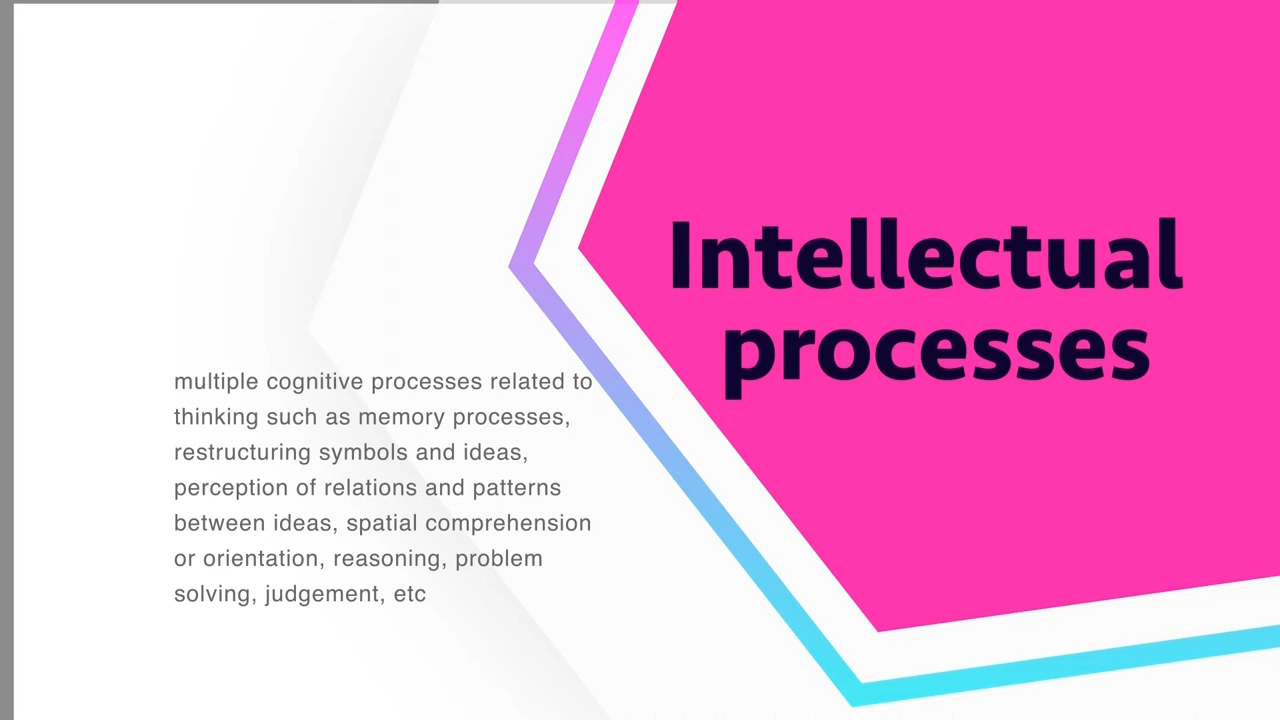 Intellectual
processes
multiple cognitive processes related to
thinking such as memory processes,
restructuring symbols and ideas,
perception of relations and patterns
between ideas, spatial comprehension
or orientation, reasoning, problem
solving, judgement, etc